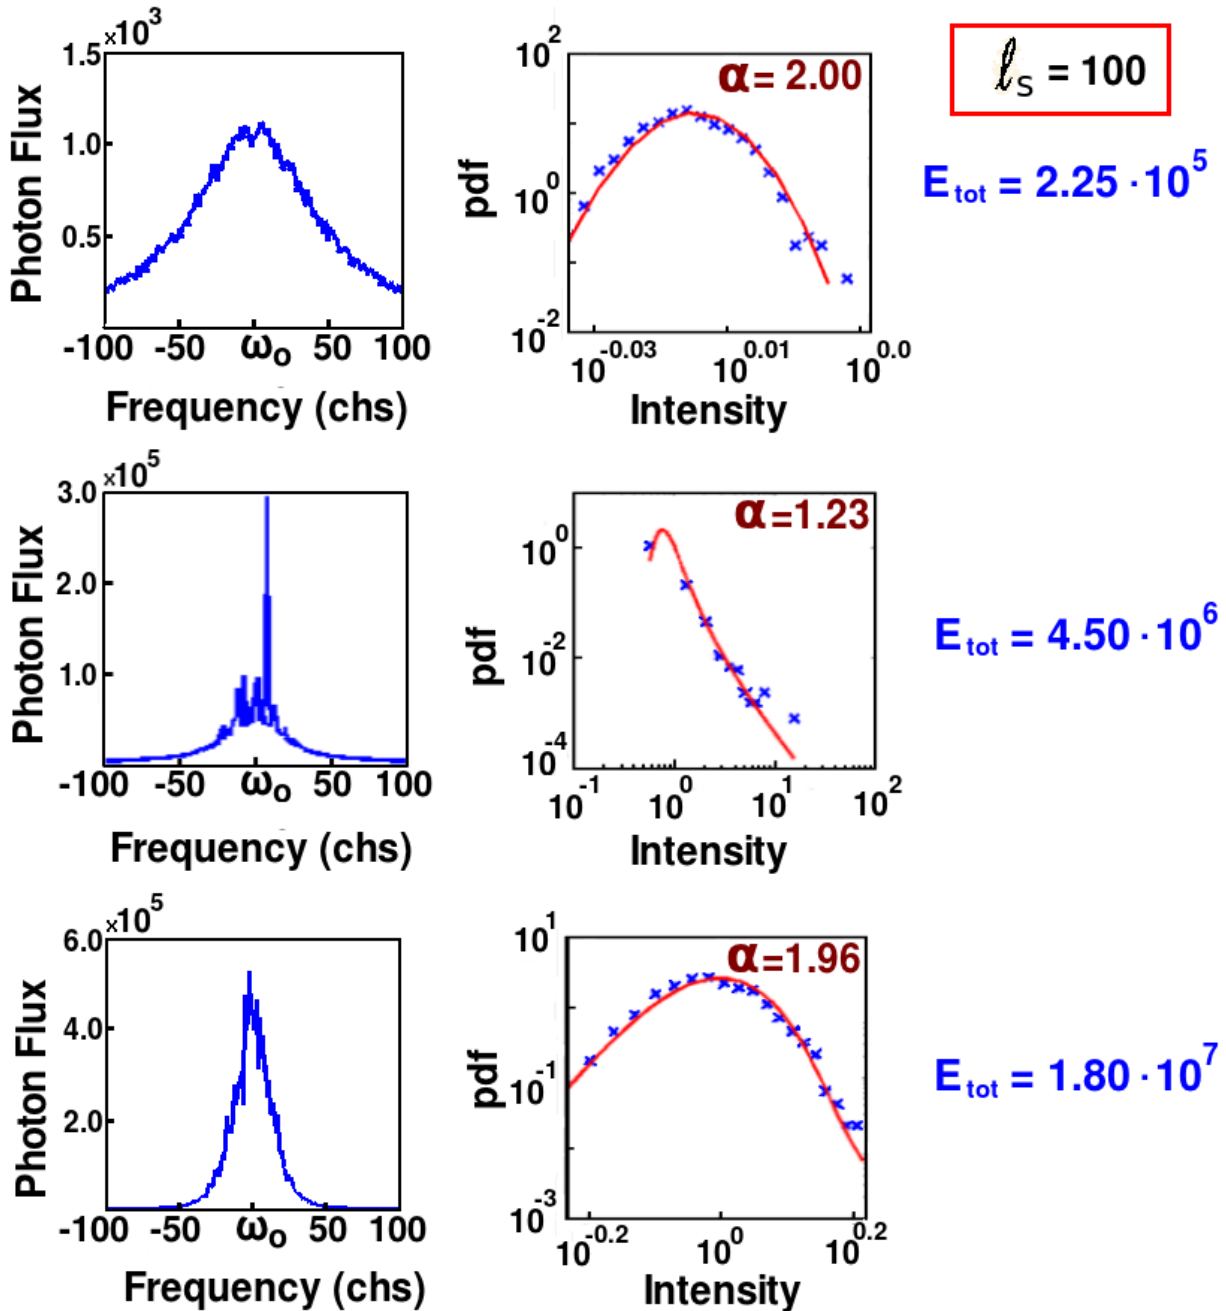 ×10³
1.5
1.0
0.5
Photon Flux
-100 -50 ω₀ 50 100
Frequency (chs)
10²
10⁰
10⁻²
pdf
α = 2.00
10⁻⁰·⁰³ 10⁰·⁰¹ 10⁰·⁰
Intensity
ℓₛ = 100
Eₜₒₜ = 2.25 · 10⁵
×10⁵
3.0
2.0
1.0
Photon Flux
-100 -50 ω₀ 50 100
Frequency (chs)
10⁰
10⁻²
10⁻⁴
pdf
α=1.23
10⁻¹ 10⁰ 10¹ 10²
Intensity
Eₜₒₜ = 4.50 · 10⁶
×10⁵
6.0
4.0
2.0
Photon Flux
-100 -50 ω₀ 50 100
Frequency (chs)
10¹
10⁻¹
10⁻³
pdf
α=1.96
10⁻⁰·² 10⁰ 10⁰·²
Intensity
Eₜₒₜ = 1.80 · 10⁷